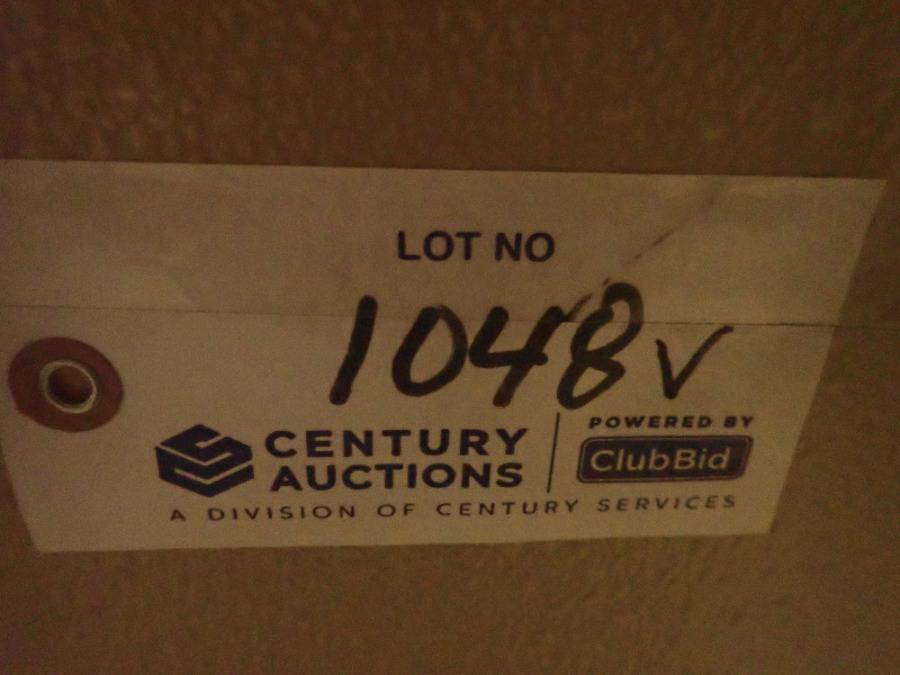 LOT NO
1048V
CENTURY AUCTIONS
A DIVISION OF CENTURY SERVICES
POWERED BY
ClubBid